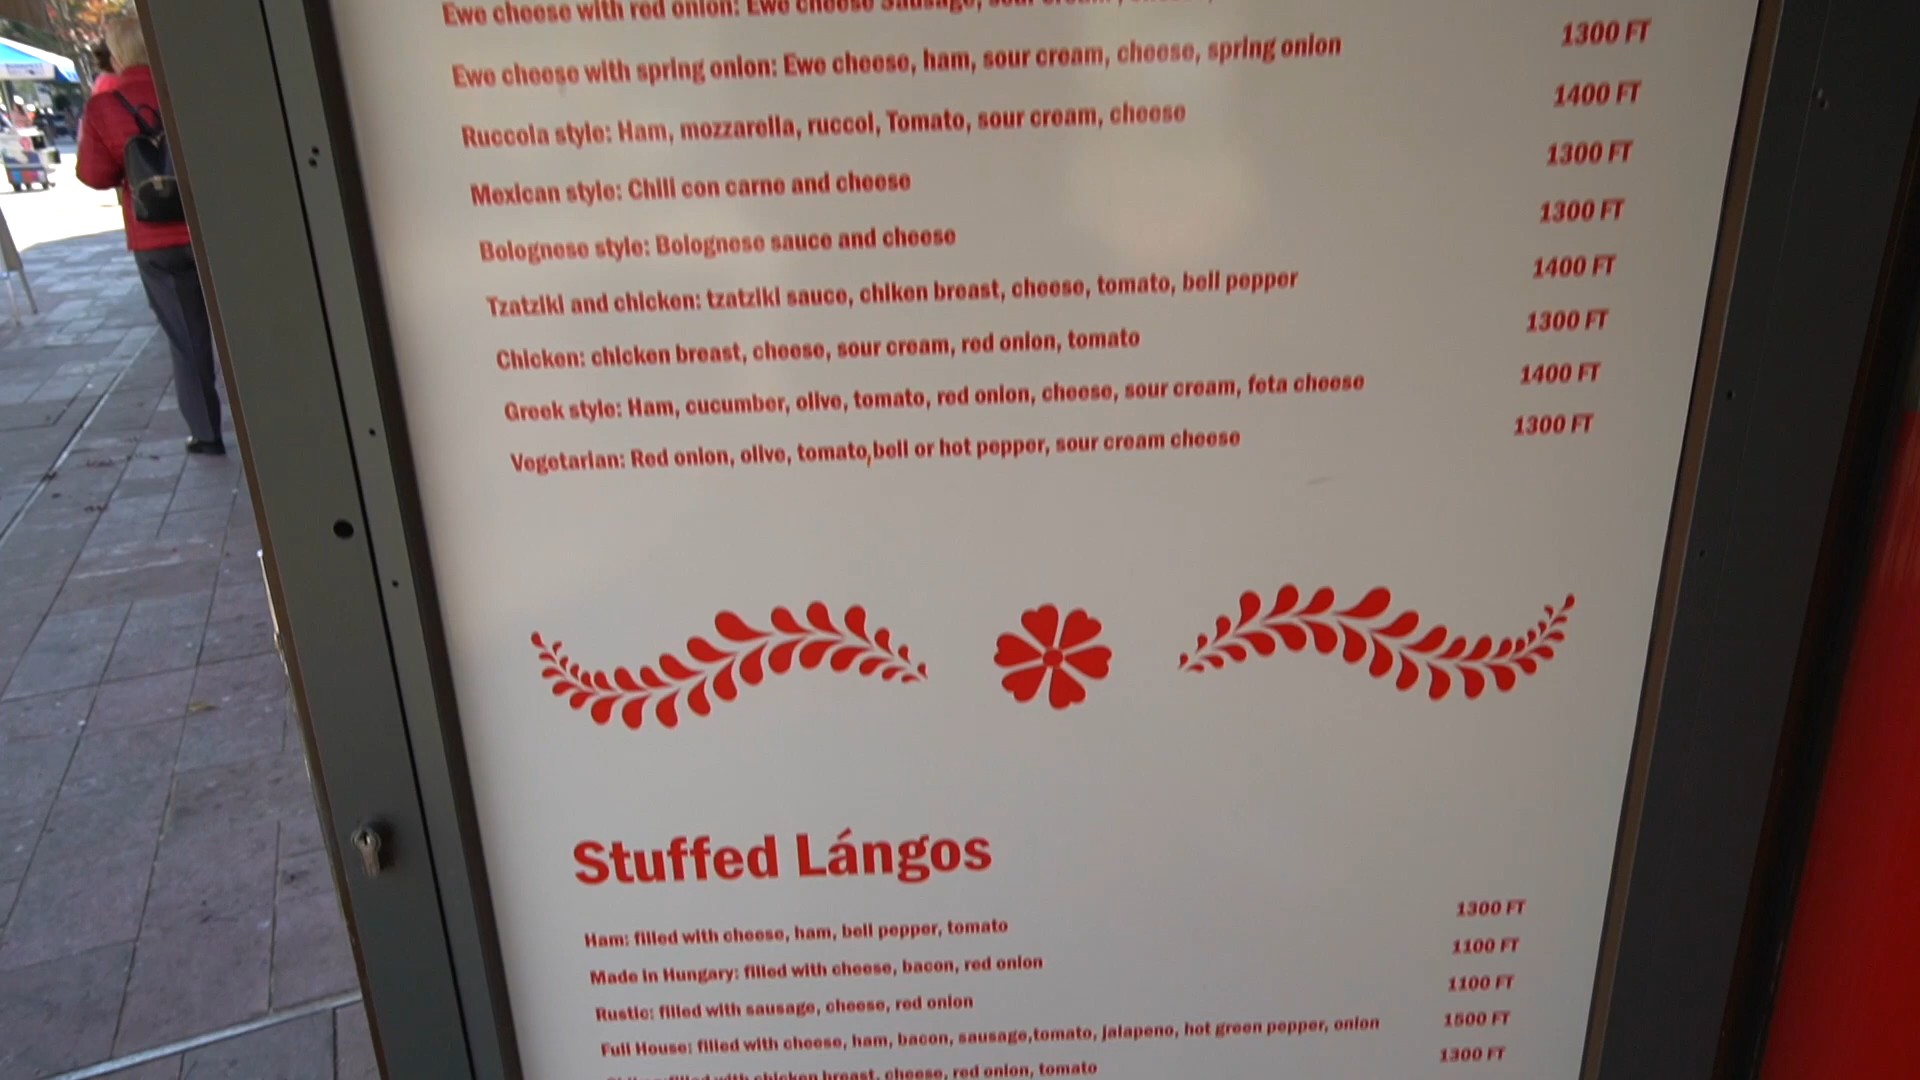 Ewe cheese with red onion: Ewe cheese Sausage,
Ewe cheese with spring onion: Ewe cheese, ham, sour cream, cheese, spring onion 1300 FT
Ruccola style: Ham, mozzarella, ruccol, Tomato, sour cream, cheese 1400 FT
Mexican style: Chili con carne and cheese 1300 FT
Bolognese style: Bolognese sauce and cheese 1300 FT
Tzatziki and chicken: tzatziki sauce, chiken breast, cheese, tomato, bell pepper 1400 FT
Chicken: chicken breast, cheese, sour cream, red onion, tomato 1300 FT
Greek style: Ham, cucumber, olive, tomato, red onion, cheese, sour cream, feta cheese 1400 FT
Vegetarian: Red onion, olive, tomato,bell or hot pepper, sour cream cheese 1300 FT
Stuffed Lángos
Ham: filled with cheese, ham, bell pepper, tomato 1300 FT
Made in Hungary: filled with cheese, bacon, red onion 1100 FT
Rustic: filled with sausage, cheese, red onion 1100 FT
Full House: filled with cheese, ham, bacon, sausage,tomato, jalapeno, hot green pepper, onion 1500 FT
filled with chicken breast, cheese, red onion, tomato 1300 FT